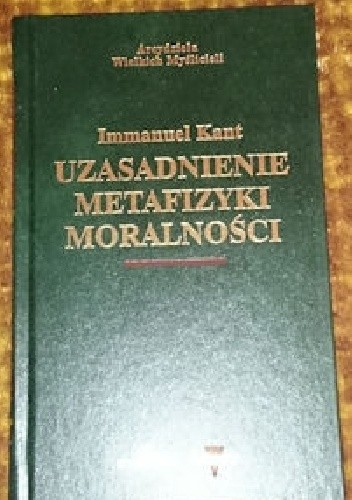 Arcydzieła
Wielkich Myślicieli
Immanuel Kant
UZASADNIENIE
METAFIZYKI
MORALNOŚCI